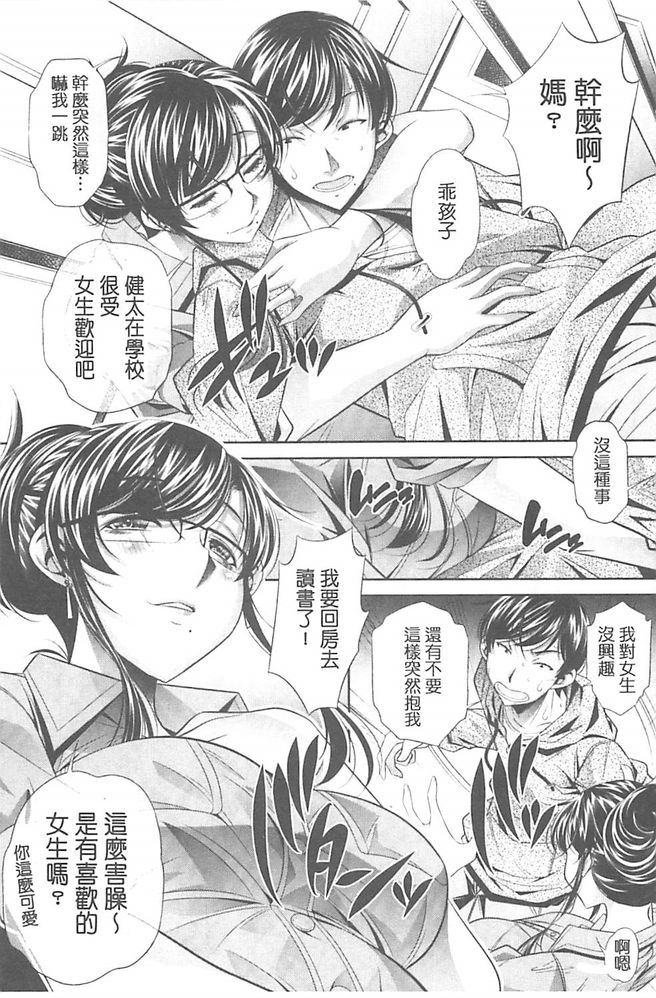 幹麼啊～
媽？
乖孩子
幹麼突然這樣…
嚇我一跳
健太在學校
很受
女生歡迎吧
沒這種事
我對女生
沒興趣
還有不要
這樣突然抱我
我要回房去
讀書了！
這麼害臊～
是有喜歡的
女生嗎？
你這麼可愛
啊嗯